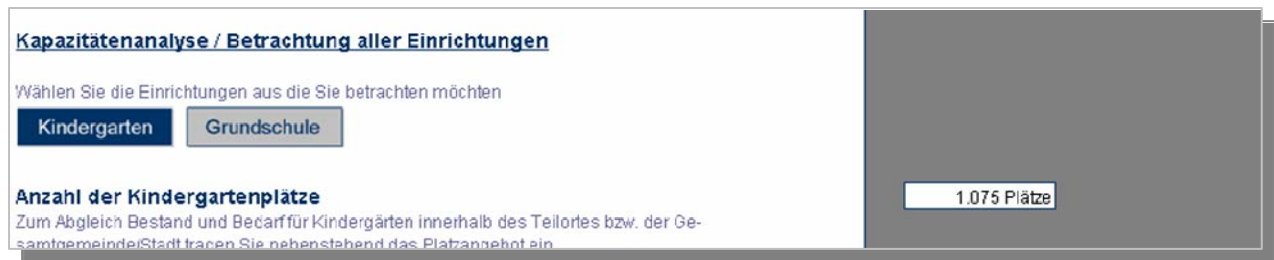 Kapazitätenanalyse / Betrachtung aller Einrichtungen
Wählen Sie die Einrichtungen aus die Sie betrachten möchten
Kindergarten Grundschule
Anzahl der Kindergartenplätze
1.075 Plätze
Zum Abgleich Bestand und Bedarf für Kindergärten innerhalb des Teilortes bzw. der Ge-
samtgemeinde/Stadt tragen Sie nebenstehend das Platzangebot ein